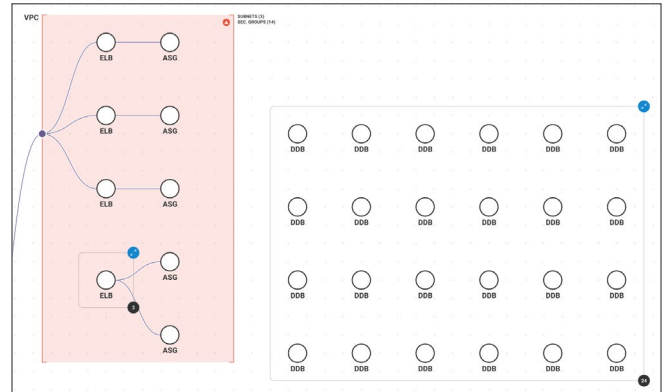 VPC
SUBNETS (3)
SEC. GROUPS (14)
ELB ASG
ELB ASG
ELB ASG
ASG
ELB
2
ASG
DDB DDB DDB DDB DDB DDB
DDB DDB DDB DDB DDB DDB
DDB DDB DDB DDB DDB DDB
DDB DDB DDB DDB DDB DDB
24